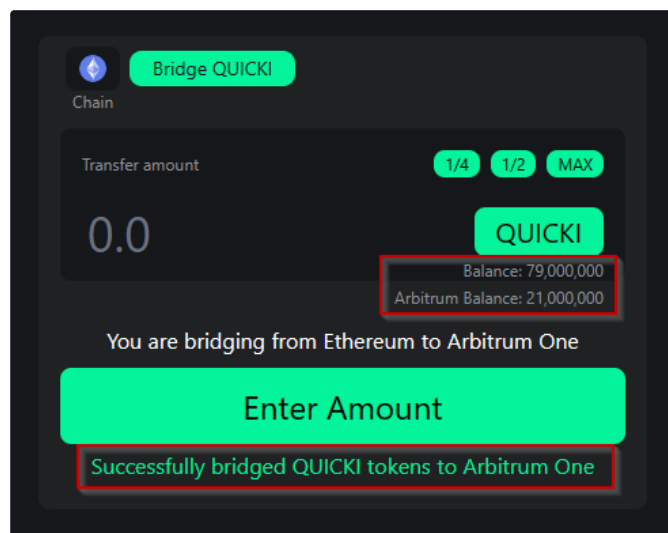 Bridge QUICKI
Chain
Transfer amount
1/4 1/2 MAX
0.0
QUICKI
Balance: 79,000,000
Arbitrum Balance: 21,000,000
You are bridging from Ethereum to Arbitrum One
Enter Amount
Successfully bridged QUICKI tokens to Arbitrum One